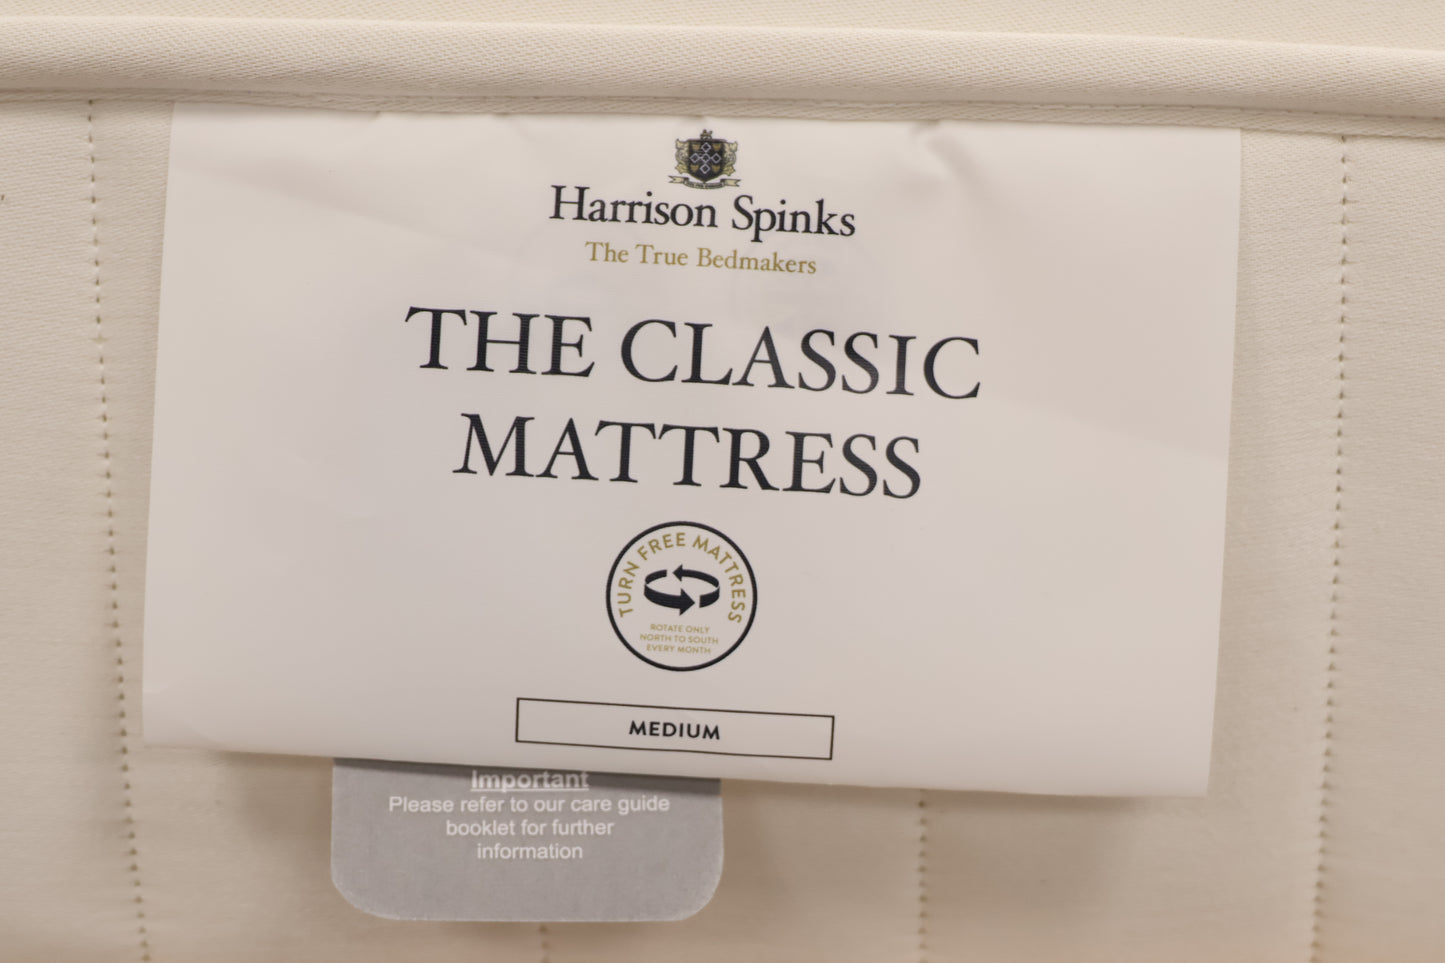 Harrison Spinks
The True Bedmakers
THE CLASSIC
MATTRESS
TURN FREE MATTRESS
ROTATE ONLY
NORTH TO SOUTH
EVERY MONTH
MEDIUM
Important
Please refer to our care guide
booklet for further
information